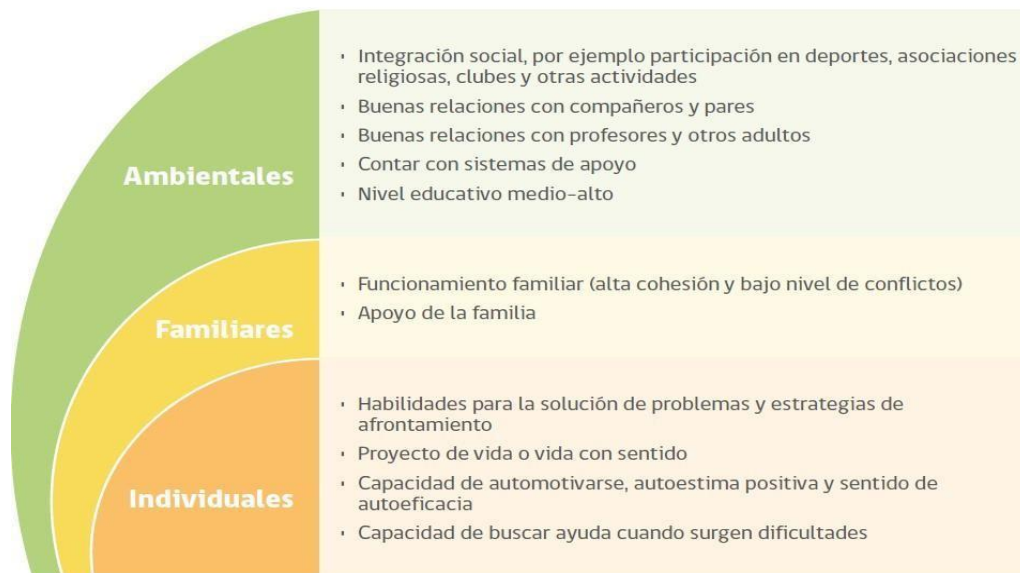 Ambientales
· Integración social, por ejemplo participación en deportes, asociaciones
religiosas, clubes y otras actividades
· Buenas relaciones con compañeros y pares
· Buenas relaciones con profesores y otros adultos
· Contar con sistemas de apoyo
· Nivel educativo medio-alto
Familiares
· Funcionamiento familiar (alta cohesión y bajo nivel de conflictos)
· Apoyo de la familia
Individuales
· Habilidades para la solución de problemas y estrategias de
afrontamiento
· Proyecto de vida o vida con sentido
· Capacidad de automotivarse, autoestima positiva y sentido de
autoeficacia
· Capacidad de buscar ayuda cuando surgen dificultades